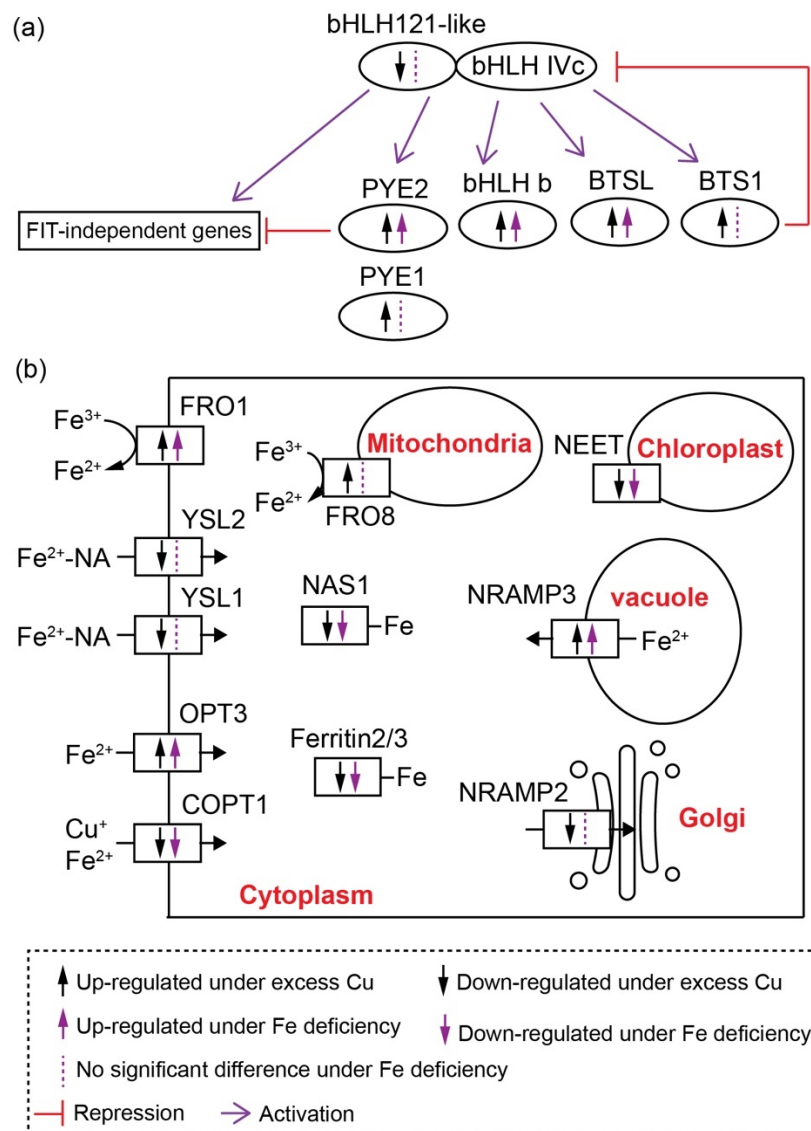 (a)
bHLH121-like
bHLH IVc
PYE2
bHLH b
BTSL
BTS1
FIT-independent genes
PYE1
(b)
Fe³⁺
Fe²⁺
FRO1
Fe³⁺
Fe²⁺
FRO8
Mitochondria
NEET
Chloroplast
YSL2
Fe²⁺-NA
YSL1
Fe²⁺-NA
NAS1
Fe
NRAMP3
vacuole
Fe²⁺
OPT3
Fe²⁺
Ferritin2/3
Fe
COPT1
Cu⁺
Fe²⁺
NRAMP2
Golgi
Cytoplasm
Up-regulated under excess Cu
Down-regulated under excess Cu
Up-regulated under Fe deficiency
Down-regulated under Fe deficiency
No significant difference under Fe deficiency
Repression
Activation